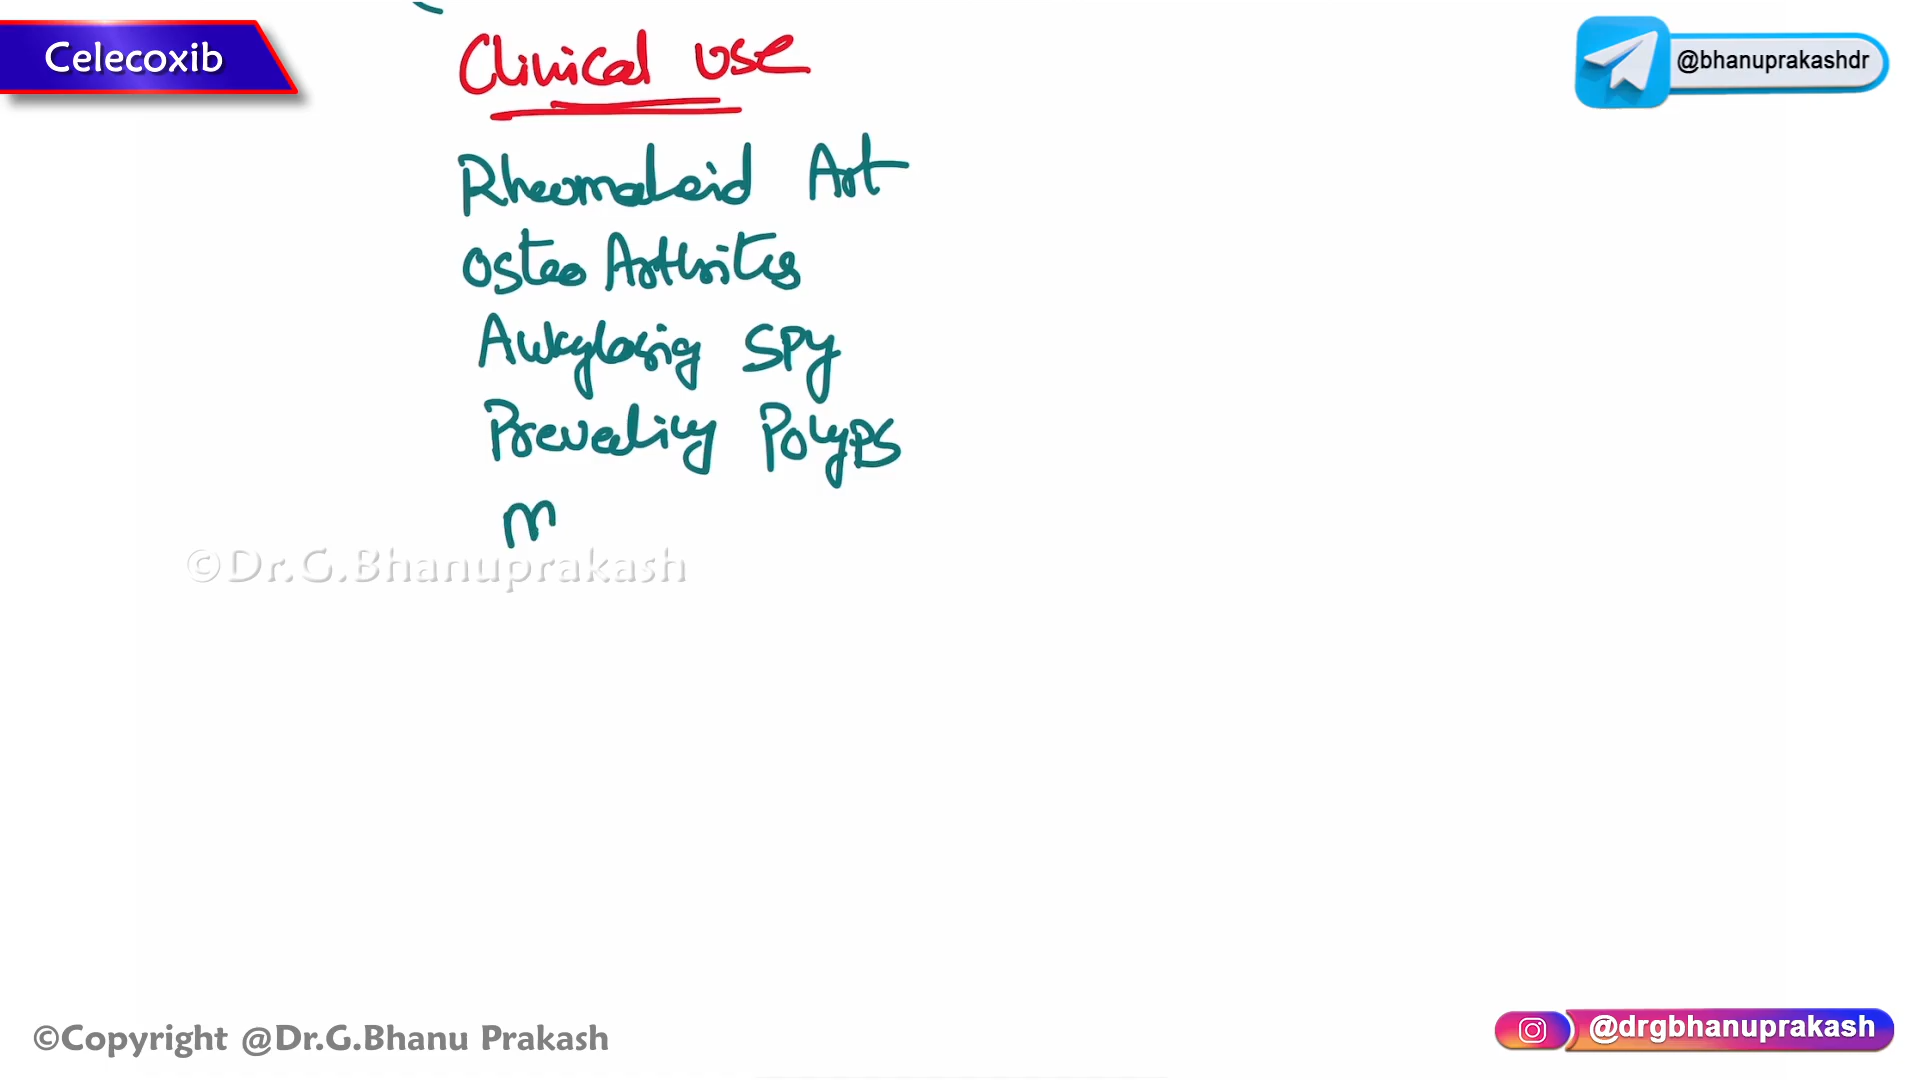 Celecoxib
@bhanuprakashdr
Clinical use
Rheumatoid Art
Osteo Arthritis
Ankylosing Spy
Preventing Polyps
M
©Dr.G.Bhanuprakash
©Copyright @Dr.G.Bhanu Prakash
@drgbhanuprakash